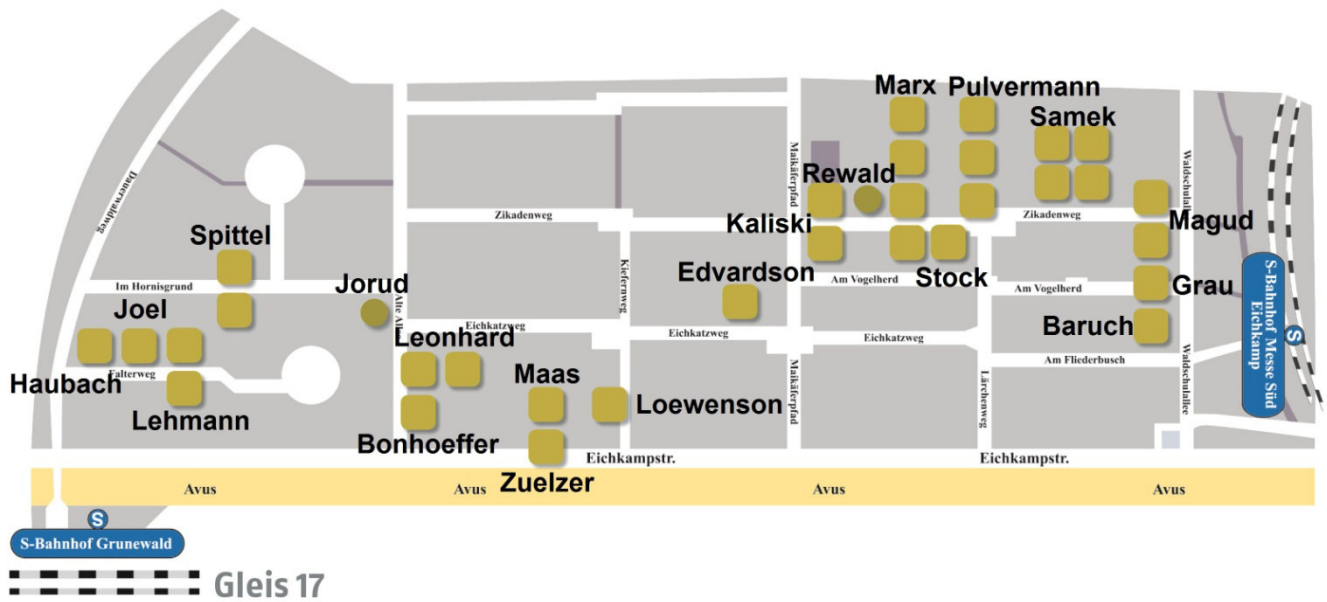 Marx
Pulvermann
Samek
Dauerwaldweg
Maikäferpfad
Waldschulallee
Rewald
Zikadenweg
Zikadenweg
Magud
Spittel
Kaliski
Kiefernweg
Edvardson
Am Vogelherd
Stock
Am Vogelherd
Grau
S-Bahnhof Messe Süd
Eichkamp
Im Hornisgrund
Jorud
Joel
Leonhard
Eichkatzweg
Eichkatzweg
Eichkatzweg
Baruch
S
Haubach
Falterweg
Maas
Am Fliederbusch
Lehmann
Loewenson
Maikäferpfad
Lärchenweg
Waldschulallee
Bonhoeffer
Eichkampstr.
Eichkampstr.
Zuelzer
Avus
Avus
Avus
Avus
S
S-Bahnhof Grunewald
Gleis 17